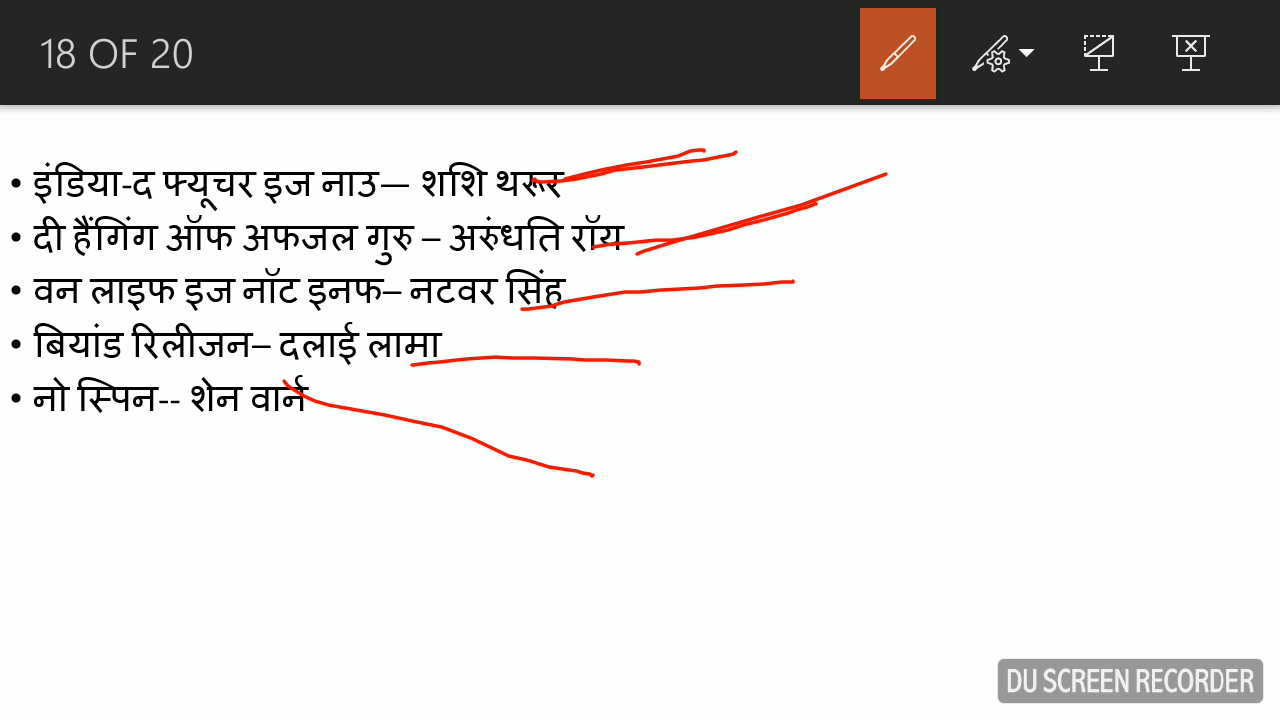 18 OF 20
• इंडिया-द फ्यूचर इज नाउ— शशि थरूर
• दी हैंगिंग ऑफ अफजल गुरु – अरुंधति रॉय
• वन लाइफ इज नॉट इनफ– नटवर सिंह
• बियांड रिलीजन– दलाई लामा
• नो स्पिन-- शेन वार्न
DU SCREEN RECORDER